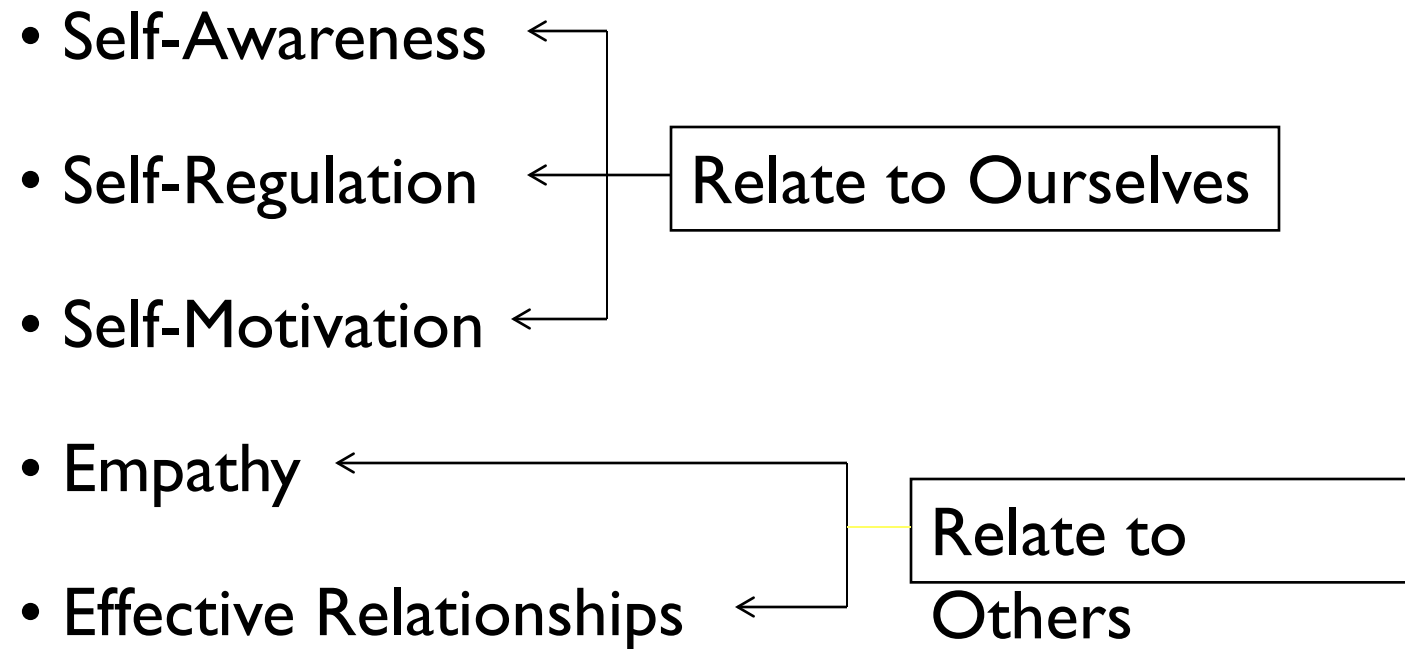 • Self-Awareness
• Self-Regulation
Relate to Ourselves
• Self-Motivation
• Empathy
• Effective Relationships
Relate to
Others